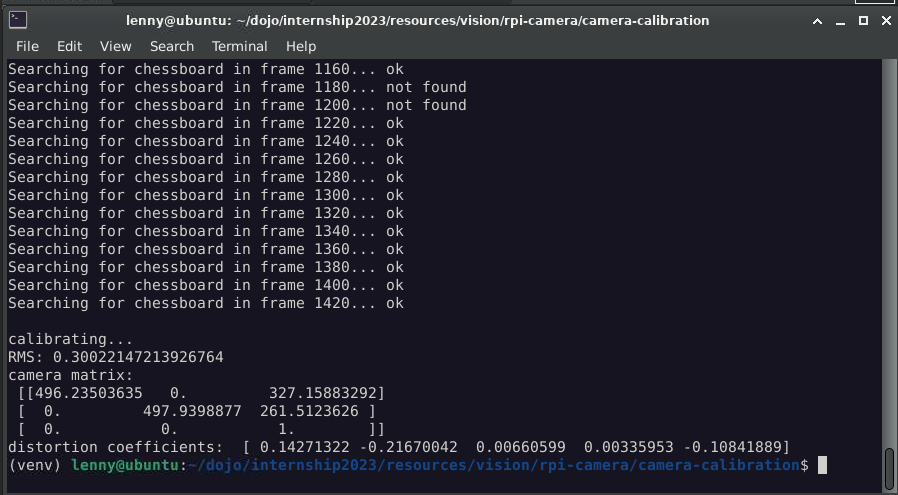 lenny@ubuntu: ~/dojo/internship2023/resources/vision/rpi-camera/camera-calibration
File Edit View Search Terminal Help
Searching for chessboard in frame 1160... ok
Searching for chessboard in frame 1180... not found
Searching for chessboard in frame 1200... not found
Searching for chessboard in frame 1220... ok
Searching for chessboard in frame 1240... ok
Searching for chessboard in frame 1260... ok
Searching for chessboard in frame 1280... ok
Searching for chessboard in frame 1300... ok
Searching for chessboard in frame 1320... ok
Searching for chessboard in frame 1340... ok
Searching for chessboard in frame 1360... ok
Searching for chessboard in frame 1380... ok
Searching for chessboard in frame 1400... ok
Searching for chessboard in frame 1420... ok
calibrating...
RMS: 0.30022147213926764
camera matrix:
 [[496.23503635   0.         327.15883292]
 [  0.         497.9398877  261.5123626 ]
 [  0.           0.           1.        ]]
distortion coefficients:  [ 0.14271322 -0.21670042  0.00660599  0.00335953 -0.10841889]
(venv) lenny@ubuntu:~/dojo/internship2023/resources/vision/rpi-camera/camera-calibration$